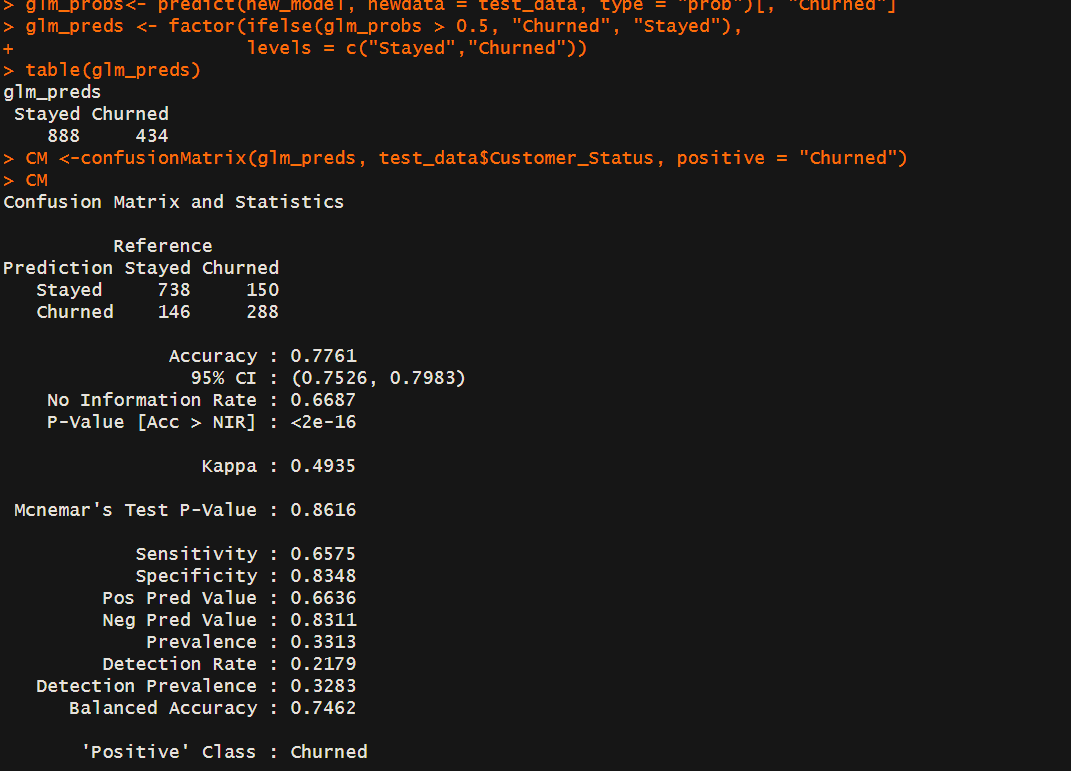 > glm_probs<- predict(new_model, newdata = test_data, type = "prob")[, "Churned"]
> glm_preds <- factor(ifelse(glm_probs > 0.5, "Churned", "Stayed"),
+                     levels = c("Stayed","Churned"))
> table(glm_preds)
glm_preds
 Stayed Churned
    888     434
> CM <-confusionMatrix(glm_preds, test_data$Customer_Status, positive = "Churned")
> CM
Confusion Matrix and Statistics

          Reference
Prediction Stayed Churned
   Stayed     738     150
   Churned    146     288

               Accuracy : 0.7761
                 95% CI : (0.7526, 0.7983)
    No Information Rate : 0.6687
    P-Value [Acc > NIR] : <2e-16

                  Kappa : 0.4935

 Mcnemar's Test P-Value : 0.8616

            Sensitivity : 0.6575
            Specificity : 0.8348
         Pos Pred Value : 0.6636
         Neg Pred Value : 0.8311
             Prevalence : 0.3313
         Detection Rate : 0.2179
   Detection Prevalence : 0.3283
      Balanced Accuracy : 0.7462

       'Positive' Class : Churned